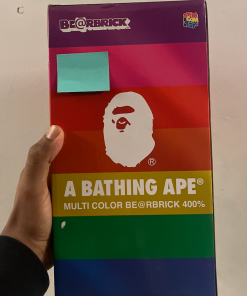 BE@RBRICK
®
A BATHING APE®
MULTI COLOR BE@RBRICK 400%